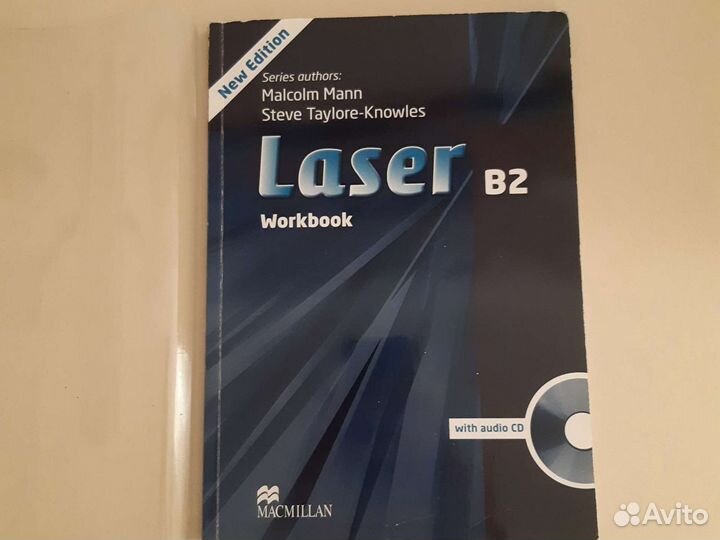 New Edition
Series authors:
Malcolm Mann
Steve Taylore-Knowles
Laser B2
Workbook
with audio CD
MACMILLAN
Avito